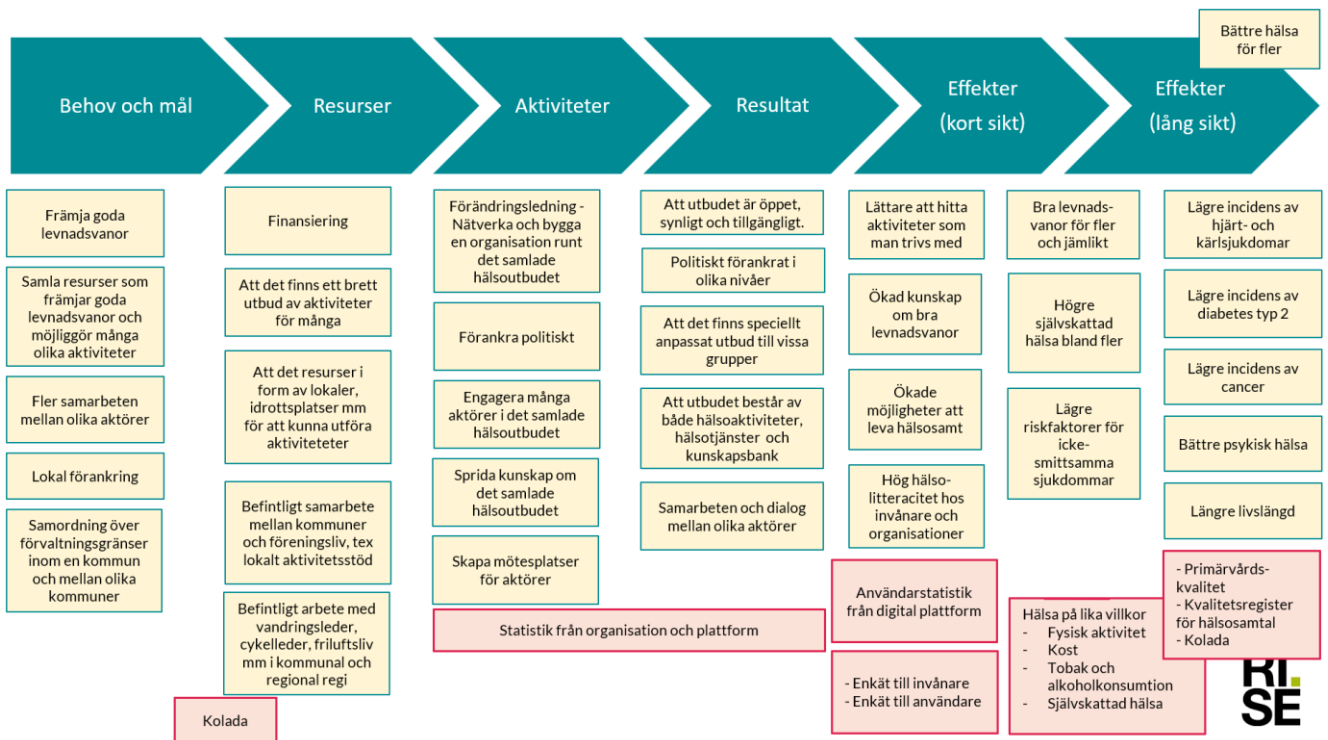 Bättre hälsa
för fler
Behov och mål
Resurser
Aktiviteter
Resultat
Effekter
(kort sikt)
Effekter
(lång sikt)
Främja goda
levnadsvanor
Samla resurser som
främjar goda
levnadsvanor och
möjliggör många
olika aktiviteter
Fler samarbeten
mellan olika aktörer
Lokal förankring
Samordning över
förvaltningsgränser
inom en kommun
och mellan olika
kommuner
Finansiering
Att det finns ett brett
utbud av aktiviteter
för många
Att det resurser i
form av lokaler,
idrottsplatser mm
för att kunna utföra
aktiviteteter
Befintligt samarbete
mellan kommuner
och föreningsliv, tex
lokalt aktivitetsstöd
Befintligt arbete med
vandringsleder,
cykelleder, friluftsliv
mm i kommunal och
regional regi
Kolada
Förändringsledning -
Nätverka och bygga
en organisation runt
det samlade
hälsoutbudet
Förankra politiskt
Engagera många
aktörer i det samlade
hälsoutbudet
Sprida kunskap om
det samlade
hälsoutbudet
Skapa mötesplatser
för aktörer
Statistik från organisation och plattform
Att utbudet är öppet,
synligt och tillgängligt.
Politiskt förankrat i
olika nivåer
Att det finns speciellt
anpassat utbud till vissa
grupper
Att utbudet består av
både hälsoaktiviteter,
hälsotjänster och
kunskapsbank
Samarbeten och dialog
mellan olika aktörer
Lättare att hitta
aktiviteter som
man trivs med
Ökad kunskap
om bra
levnadsvanor
Ökade
möjligheter att
leva hälsosamt
Hög hälso-
litteracitet hos
invånare och
organisationer
Användarstatistik
från digital plattform
- Enkät till invånare
- Enkät till användare
Bra levnads-
vanor för fler
och jämlikt
Högre
självskattad
hälsa bland fler
Lägre
riskfaktorer för
icke-
smittsamma
sjukdommar
Hälsa på lika villkor
- Fysisk aktivitet
- Kost
- Tobak och
alkoholkonsumtion
- Självskattad hälsa
Lägre incidens av
hjärt- och
kärlsjukdomar
Lägre incidens av
diabetes typ 2
Lägre incidens av
cancer
Bättre psykisk hälsa
Längre livslängd
- Primärvårds-
kvalitet
- Kvalitetsregister
för hälsosamtal
- Kolada
RI.
SE